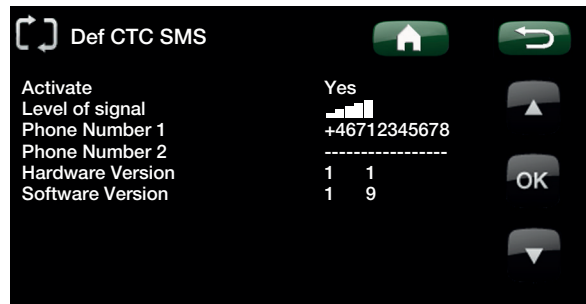 Def CTC SMS
Activate Yes
Level of signal
Phone Number 1 +46712345678
Phone Number 2 -----------------
Hardware Version 1 1
Software Version 1 9
OK